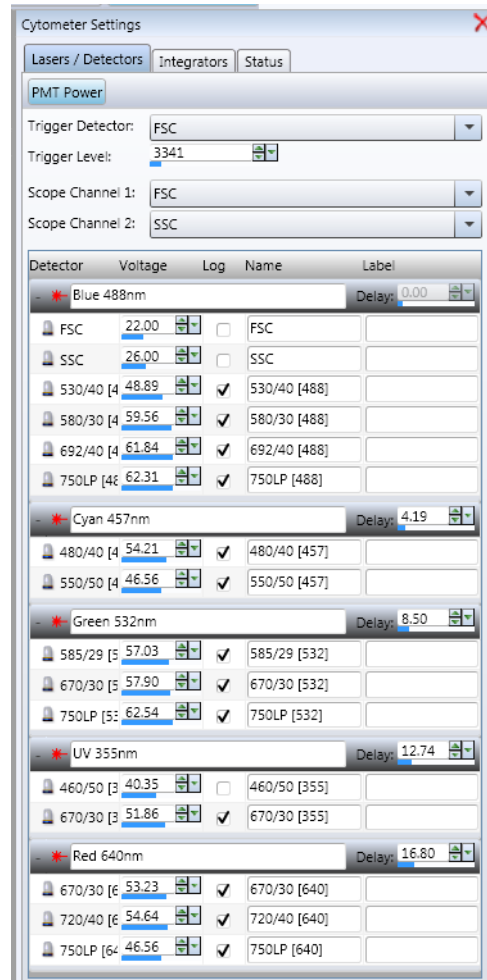 Cytometer Settings
Lasers / Detectors Integrators Status
PMT Power
Trigger Detector: FSC
Trigger Level: 3341
Scope Channel 1: FSC
Scope Channel 2: SSC
Detector Voltage Log Name Label
- Blue 488nm Delay: 0.00
FSC 22.00 FSC
SSC 26.00 SSC
530/40 [4 48.89 530/40 [488]
580/30 [4 59.56 580/30 [488]
692/40 [4 61.84 692/40 [488]
750LP [48 62.31 750LP [488]
- Cyan 457nm Delay: 4.19
480/40 [4 54.21 480/40 [457]
550/50 [4 46.56 550/50 [457]
- Green 532nm Delay: 8.50
585/29 [5 57.03 585/29 [532]
670/30 [5 57.90 670/30 [532]
750LP [53 62.54 750LP [532]
- UV 355nm Delay: 12.74
460/50 [3 40.35 460/50 [355]
670/30 [3 51.86 670/30 [355]
- Red 640nm Delay: 16.80
670/30 [6 53.23 670/30 [640]
720/40 [6 54.64 720/40 [640]
750LP [64 46.56 750LP [640]